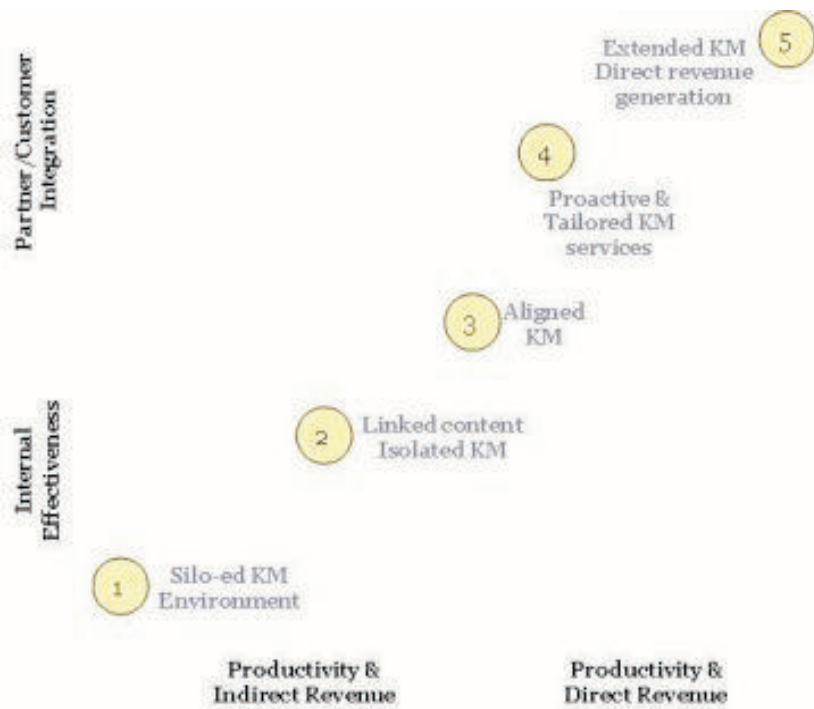 5
Extended KM
Direct revenue
generation
4
Proactive &
Tailored KM
services
Partner/Customer
Integration
3
Aligned
KM
2
Linked content
Isolated KM
Internal
Effectiveness
1
Silo-ed KM
Environment
Productivity &
Indirect Revenue
Productivity &
Direct Revenue